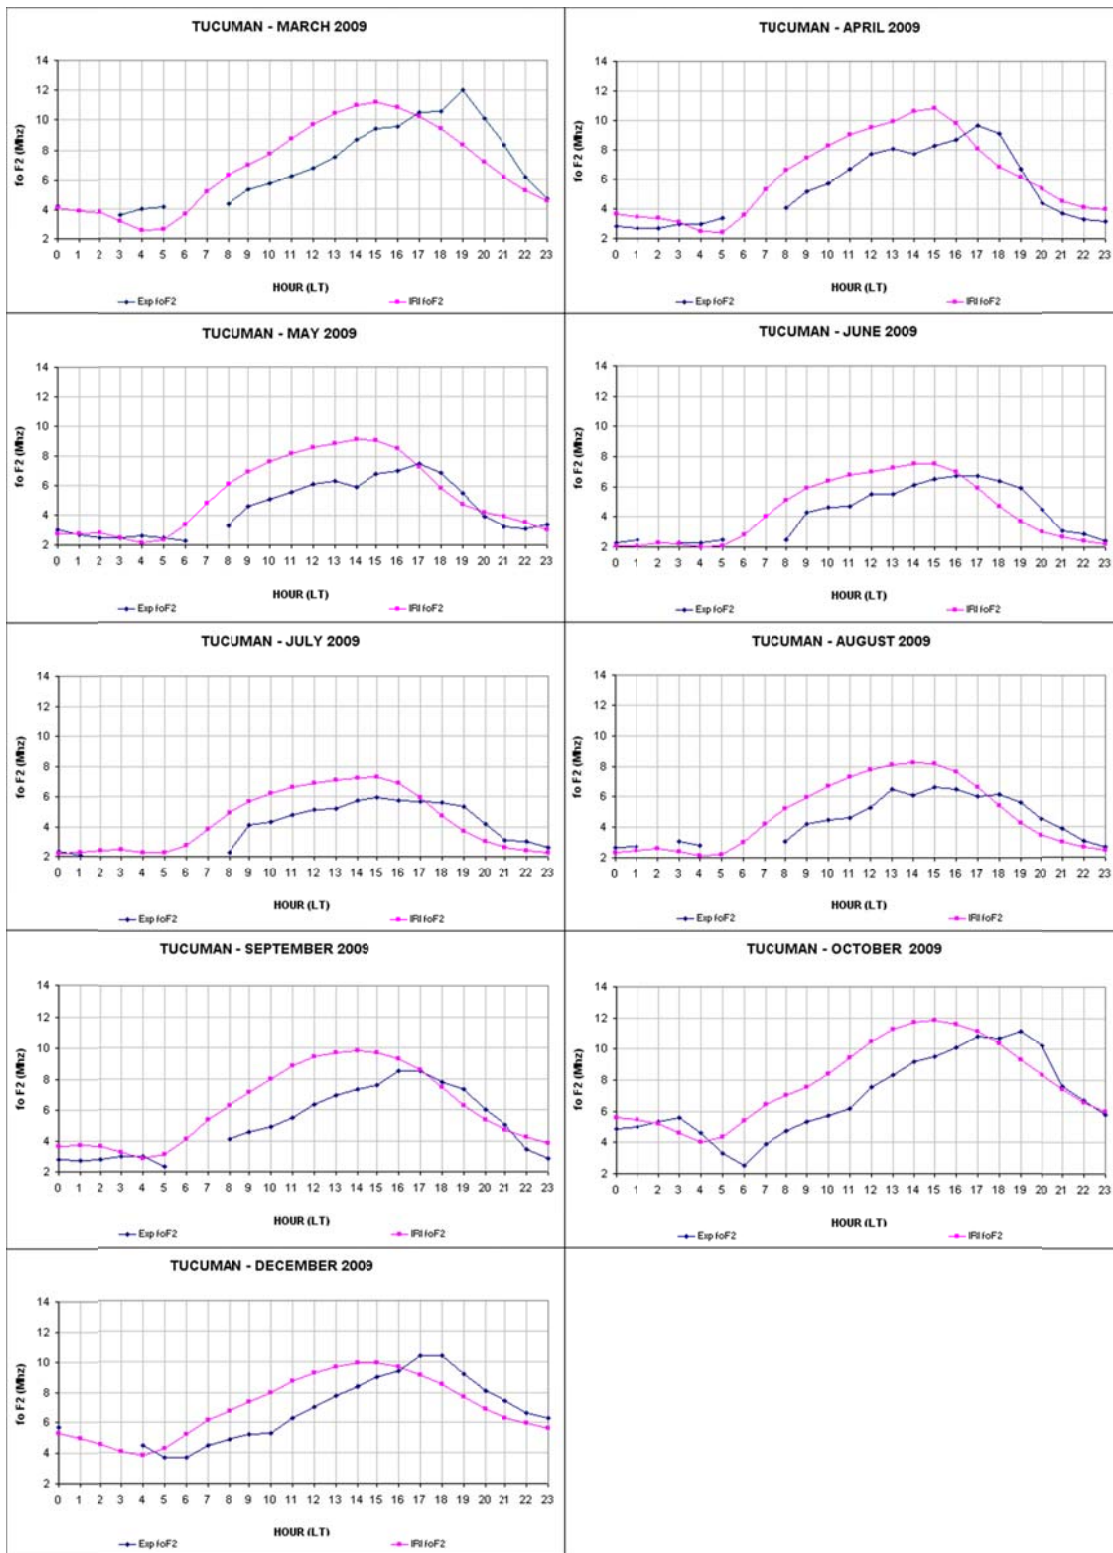 TUCUMAN - MARCH 2009
fo F2 (Mhz)
14
12
10
8
6
4
2
0 1 2 3 4 5 6 7 8 9 10 11 12 13 14 15 16 17 18 19 20 21 22 23
HOUR (LT)
Exp foF2 IRI foF2
TUCUMAN - APRIL 2009
fo F2 (Mhz)
14
12
10
8
6
4
2
0 1 2 3 4 5 6 7 8 9 10 11 12 13 14 15 16 17 18 19 20 21 22 23
HOUR (LT)
Exp foF2 IRI foF2
TUCUMAN - MAY 2009
fo F2 (Mhz)
14
12
10
8
6
4
2
0 1 2 3 4 5 6 7 8 9 10 11 12 13 14 15 16 17 18 19 20 21 22 23
HOUR (LT)
Exp foF2 IRI foF2
TUCUMAN - JUNE 2009
fo F2 (Mhz)
14
12
10
8
6
4
2
0 1 2 3 4 5 6 7 8 9 10 11 12 13 14 15 16 17 18 19 20 21 22 23
HOUR (LT)
Exp foF2 IRI foF2
TUCUMAN - JULY 2009
fo F2 (Mhz)
14
12
10
8
6
4
2
0 1 2 3 4 5 6 7 8 9 10 11 12 13 14 15 16 17 18 19 20 21 22 23
HOUR (LT)
Exp foF2 IRI foF2
TUCUMAN - AUGUST 2009
fo F2 (Mhz)
14
12
10
8
6
4
2
0 1 2 3 4 5 6 7 8 9 10 11 12 13 14 15 16 17 18 19 20 21 22 23
HOUR (LT)
Exp foF2 IRI foF2
TUCUMAN - SEPTEMBER 2009
fo F2 (Mhz)
14
12
10
8
6
4
2
0 1 2 3 4 5 6 7 8 9 10 11 12 13 14 15 16 17 18 19 20 21 22 23
HOUR (LT)
Exp foF2 IRI foF2
TUCUMAN - OCTOBER 2009
fo F2 (Mhz)
14
12
10
8
6
4
2
0 1 2 3 4 5 6 7 8 9 10 11 12 13 14 15 16 17 18 19 20 21 22 23
HOUR (LT)
Exp foF2 IRI foF2
TUCUMAN - DECEMBER 2009
fo F2 (Mhz)
14
12
10
8
6
4
2
0 1 2 3 4 5 6 7 8 9 10 11 12 13 14 15 16 17 18 19 20 21 22 23
HOUR (LT)
Exp foF2 IRI foF2